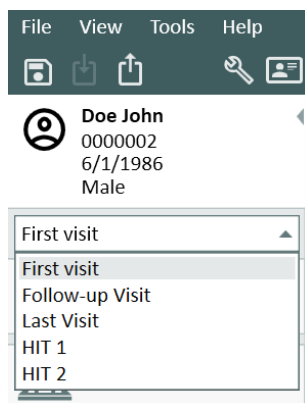 File View Tools Help
Doe John
0000002
6/1/1986
Male
First visit
First visit
Follow-up Visit
Last Visit
HIT 1
HIT 2